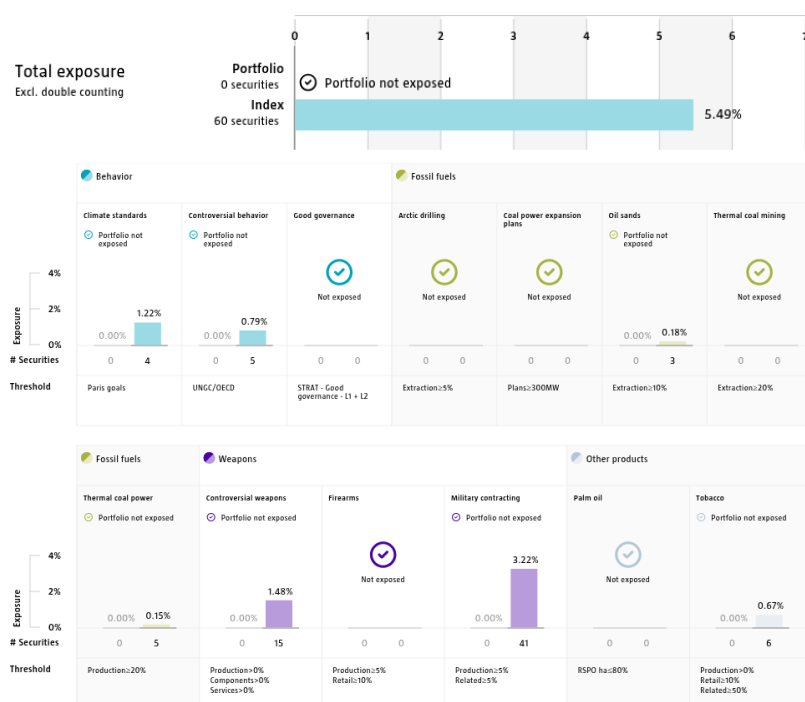 0 1 2 3 4 5 6 7
Total exposure
Excl. double counting
Portfolio
0 securities
Portfolio not exposed
Index
60 securities
5.49%
Behavior
Fossil fuels
Climate standards
Controversial behavior
Good governance
Arctic drilling
Coal power expansion
plans
Oil sands
Thermal coal mining
Portfolio not
exposed
Portfolio not
exposed
Portfolio not
exposed
Not exposed
Not exposed
Not exposed
Not exposed
Exposure
4%
2%
0%
0.00% 1.22%
0.00% 0.79%
0.00% 0.18%
# Securities 0 4 0 5 0 0 0 0 0 0 0 3 0 0
Threshold
Paris goals
UNGC/OECD
STRAT - Good
governance - L1 + L2
Extraction≥5%
Plans≥300MW
Extraction≥10%
Extraction≥20%
Fossil fuels
Weapons
Other products
Thermal coal power
Controversial weapons
Firearms
Military contracting
Palm oil
Tobacco
Portfolio not exposed
Portfolio not exposed
Portfolio not exposed
Portfolio not exposed
Not exposed
Not exposed
Exposure
4%
2%
0%
0.00% 0.15%
0.00% 1.48%
0.00% 3.22%
0.00% 0.67%
# Securities 0 5 0 15 0 0 0 41 0 0 0 6
Threshold
Production≥20%
Production>0%
Components>0%
Services>0%
Production≥5%
Retail≥10%
Production≥5%
Related≥5%
RSPO ha≤80%
Production>0%
Retail≥10%
Related≥50%